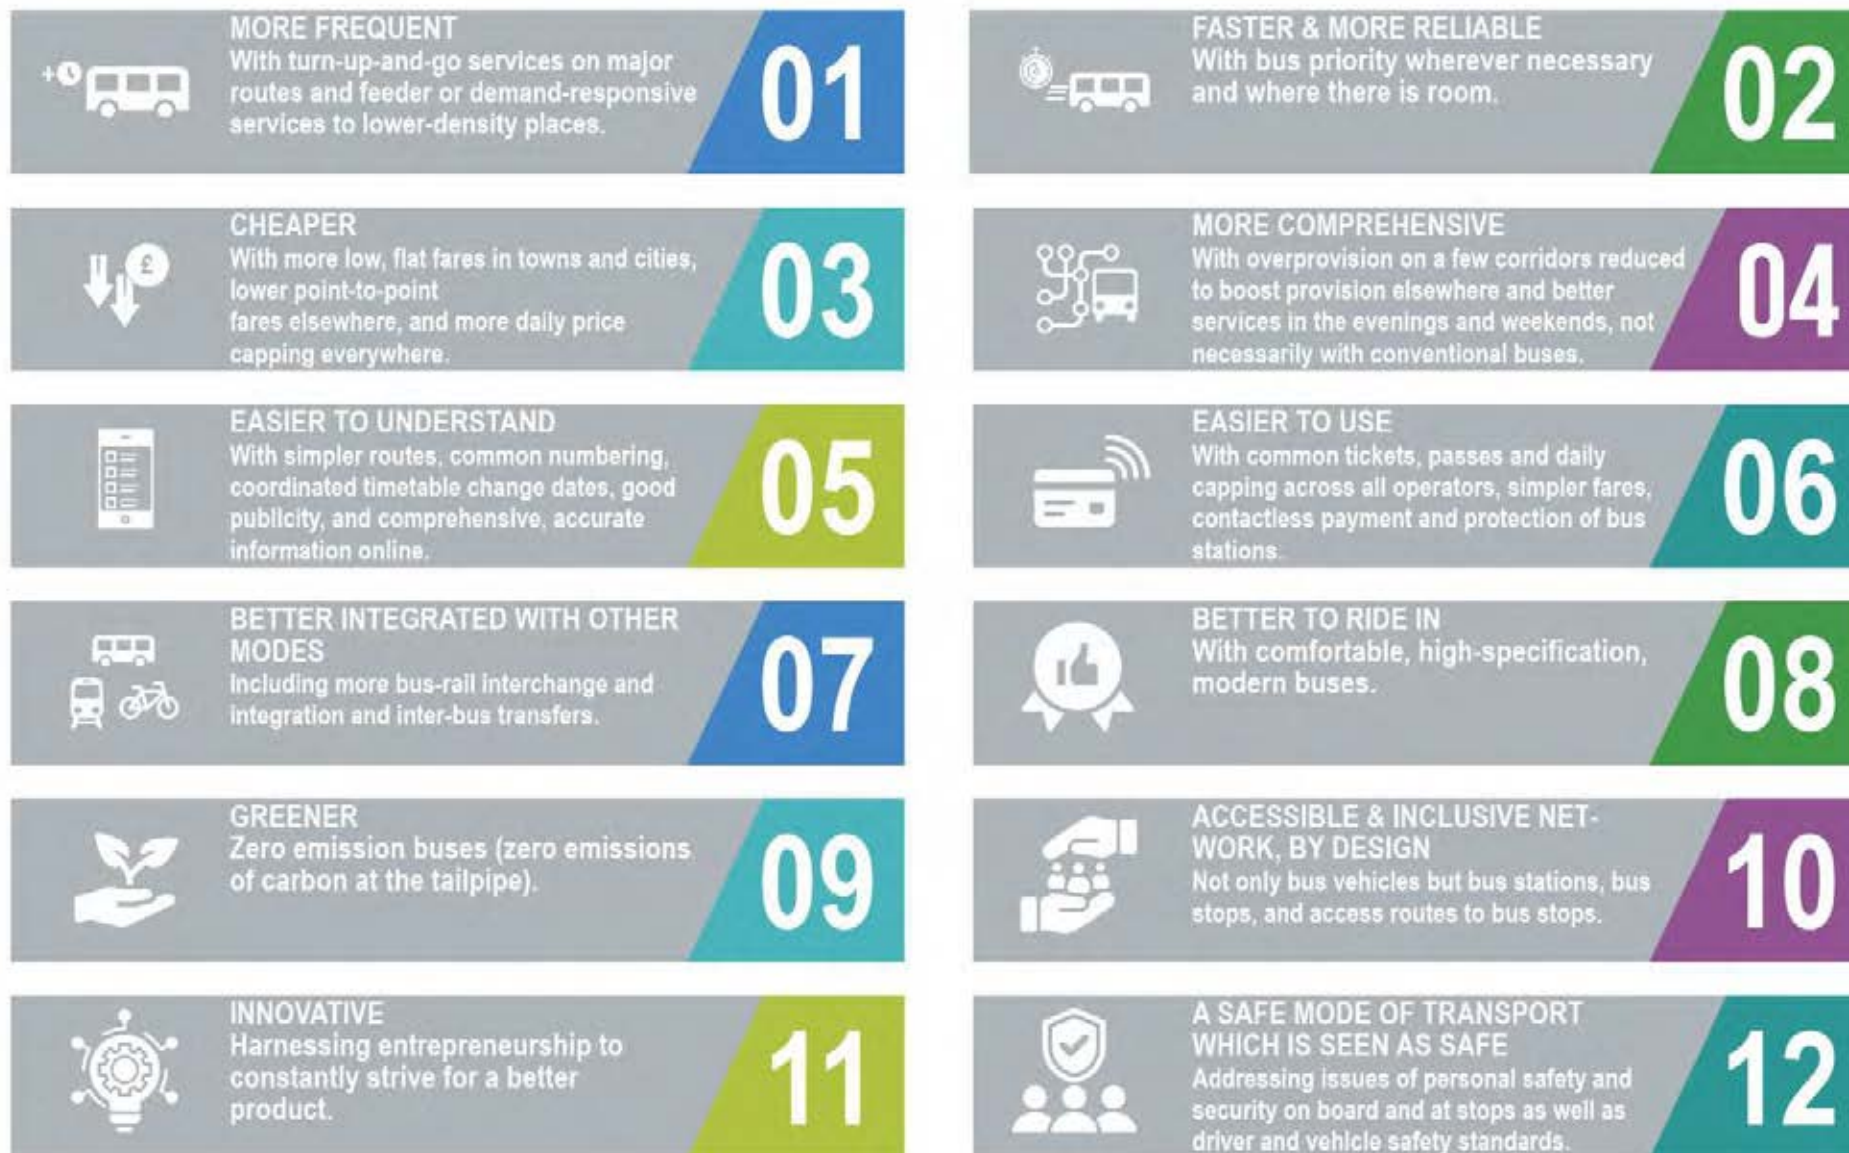 MORE FREQUENT
With turn-up-and-go services on major
routes and feeder or demand-responsive
services to lower-density places.
01
FASTER & MORE RELIABLE
With bus priority wherever necessary
and where there is room.
02
CHEAPER
With more low, flat fares in towns and cities,
lower point-to-point
fares elsewhere, and more daily price
capping everywhere.
£
03
MORE COMPREHENSIVE
With overprovision on a few corridors reduced
to boost provision elsewhere and better
services in the evenings and weekends, not
necessarily with conventional buses.
04
EASIER TO UNDERSTAND
With simpler routes, common numbering,
coordinated timetable change dates, good
publicity, and comprehensive, accurate
information online.
05
EASIER TO USE
With common tickets, passes and daily
capping across all operators, simpler fares,
contactless payment and protection of bus
stations.
06
BETTER INTEGRATED WITH OTHER
MODES
Including more bus-rail interchange and
integration and inter-bus transfers.
07
BETTER TO RIDE IN
With comfortable, high-specification,
modern buses.
08
GREENER
Zero emission buses (zero emissions
of carbon at the tailpipe).
09
ACCESSIBLE & INCLUSIVE NET-
WORK, BY DESIGN
Not only bus vehicles but bus stations, bus
stops, and access routes to bus stops.
10
INNOVATIVE
Harnessing entrepreneurship to
constantly strive for a better
product.
11
A SAFE MODE OF TRANSPORT
WHICH IS SEEN AS SAFE
Addressing issues of personal safety and
security on board and at stops as well as
driver and vehicle safety standards.
12